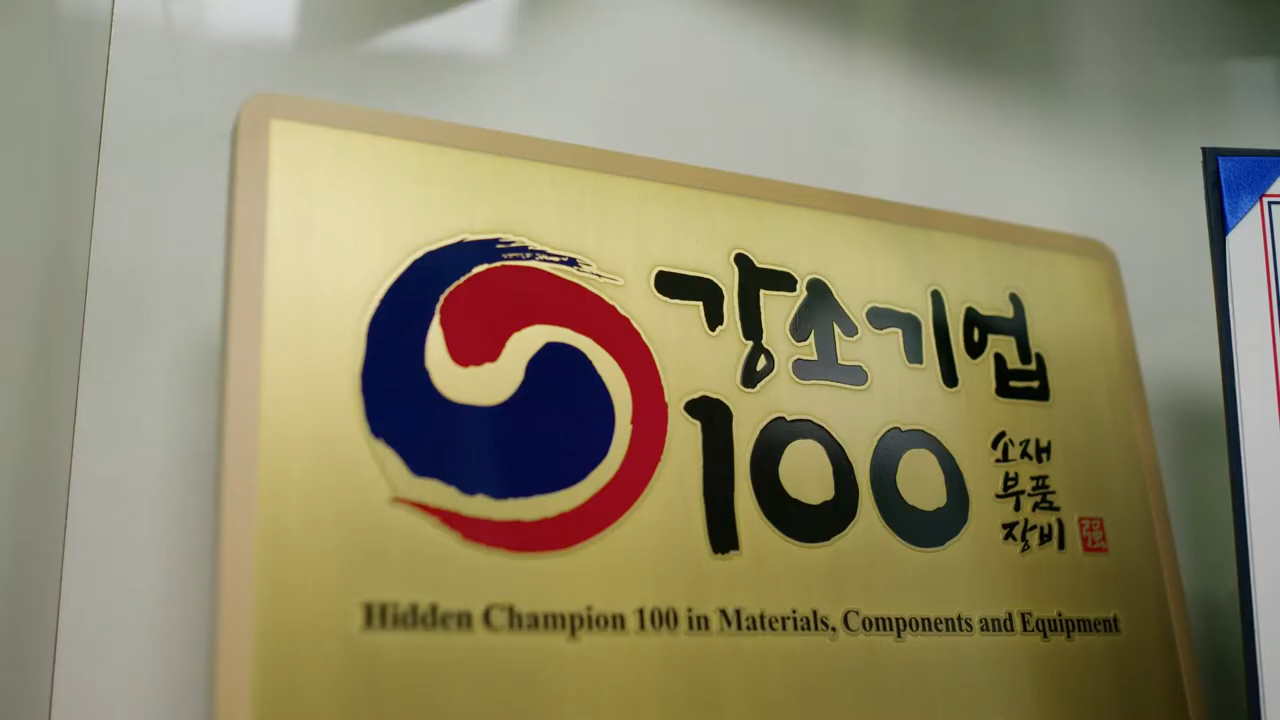 강소기업
100
소재
부품
장비
強
Hidden Champion 100 in Materials, Components and Equipment